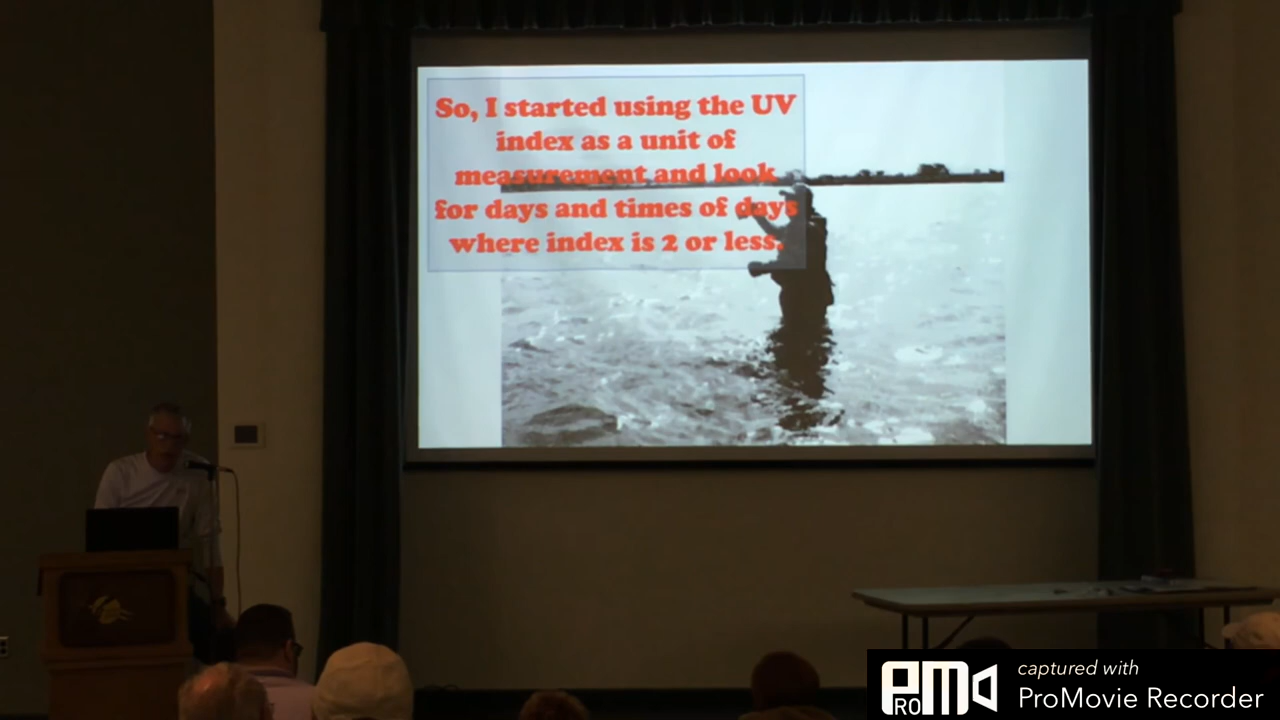 So, I started using the UV
index as a unit of
measurement and look
for days and times of days
where index is 2 or less.
PRO
captured with
ProMovie Recorder